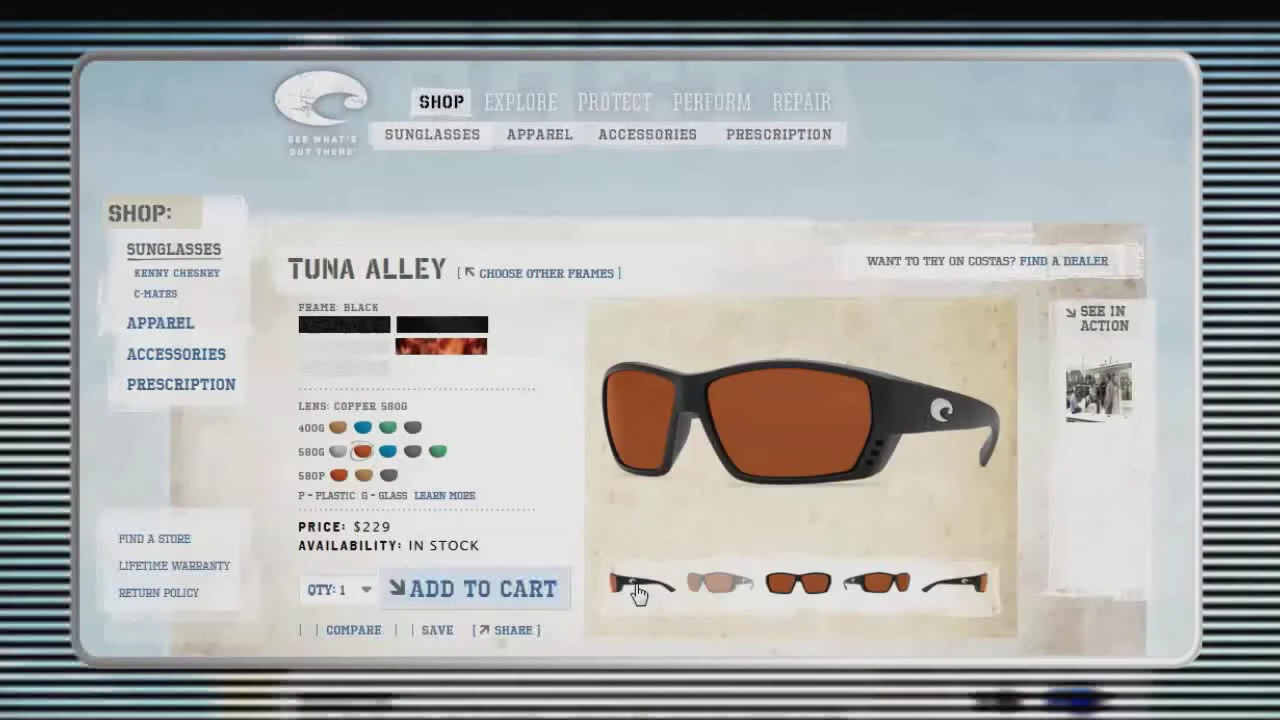 SEE WHAT'S
OUT THERE
SHOP EXPLORE PROTECT PERFORM REPAIR
SUNGLASSES APPAREL ACCESSORIES PRESCRIPTION
SHOP:
SUNGLASSES
KENNY CHESNEY
C-MATES
APPAREL
ACCESSORIES
PRESCRIPTION
FIND A STORE
LIFETIME WARRANTY
RETURN POLICY
TUNA ALLEY [ CHOOSE OTHER FRAMES ]
WANT TO TRY ON COSTAS? FIND A DEALER
FRAME: BLACK
LENS: COPPER 580G
400G
580G
580P
P - PLASTIC G - GLASS LEARN MORE
PRICE: $229
AVAILABILITY: IN STOCK
QTY: 1 ADD TO CART
COMPARE SAVE [ SHARE ]
SEE IN
ACTION